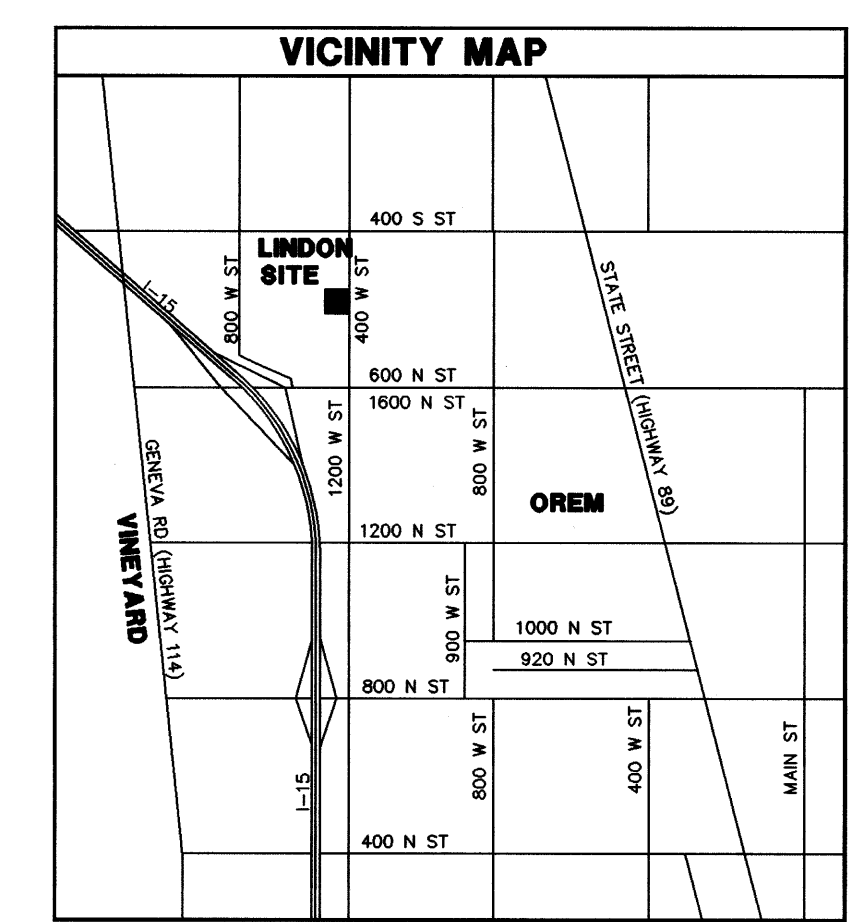 VICINITY MAP
400 S ST
LINDON
SITE
800 W ST
400 W ST
I-15
STATE STREET (HIGHWAY 89)
600 N ST
1600 N ST
1200 W ST
800 W ST
GENEVA RD (HIGHWAY 114)
OREM
VINEYARD
1200 N ST
900 W ST
1000 N ST
920 N ST
800 N ST
800 W ST
400 W ST
MAIN ST
I-15
400 N ST